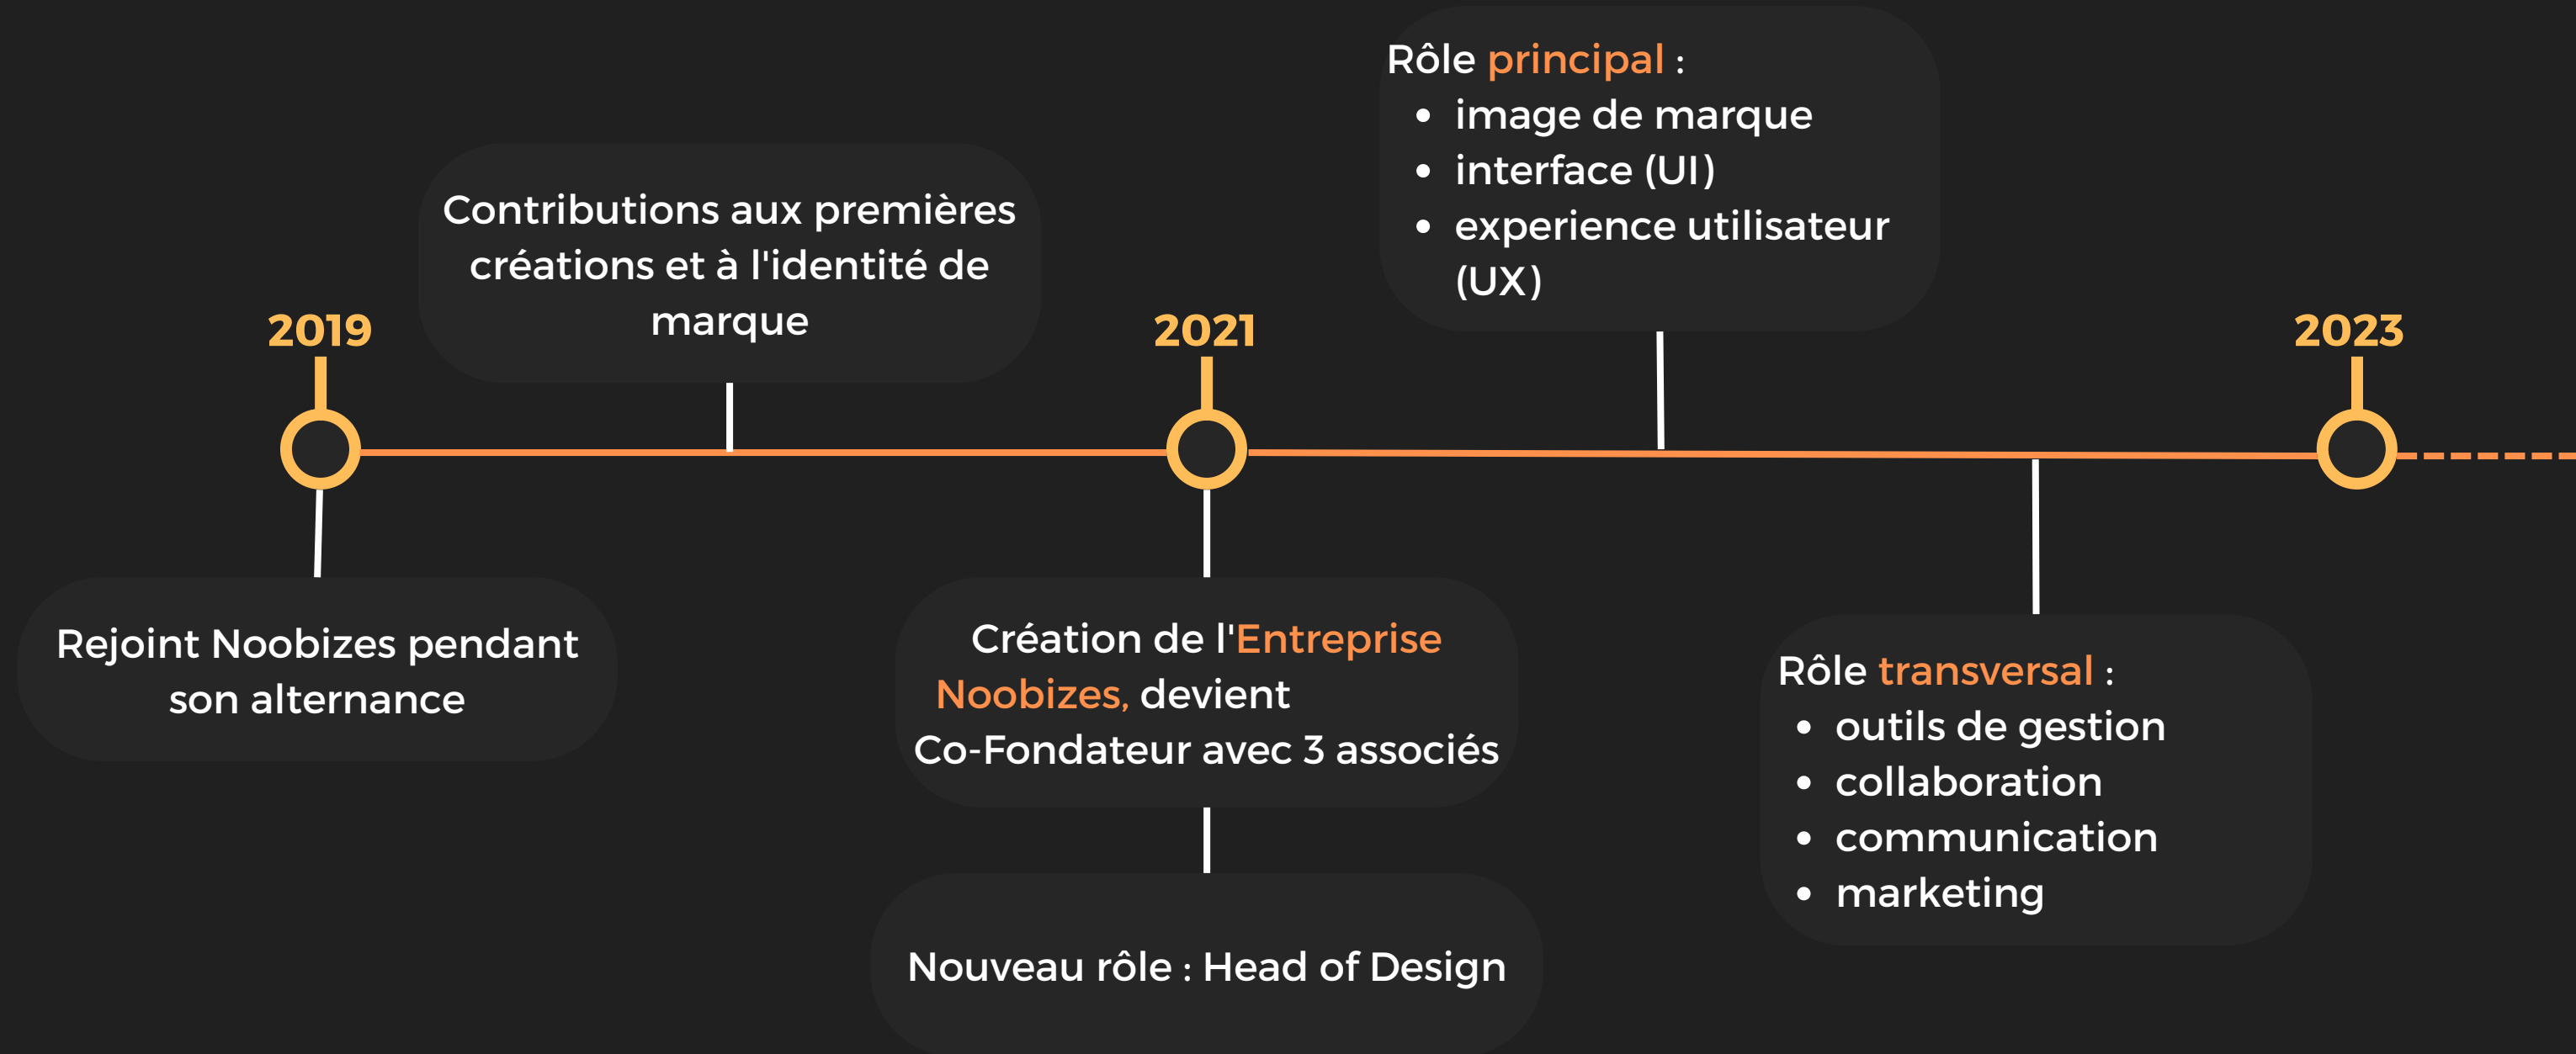 2019
Rejoint Noobizes pendant
son alternance
Contributions aux premières
créations et à l'identité de
marque
2021
Création de l'Entreprise
Noobizes, devient
Co-Fondateur avec 3 associés
Nouveau rôle : Head of Design
Rôle principal :
• image de marque
• interface (UI)
• experience utilisateur
(UX)
Rôle transversal :
• outils de gestion
• collaboration
• communication
• marketing
2023